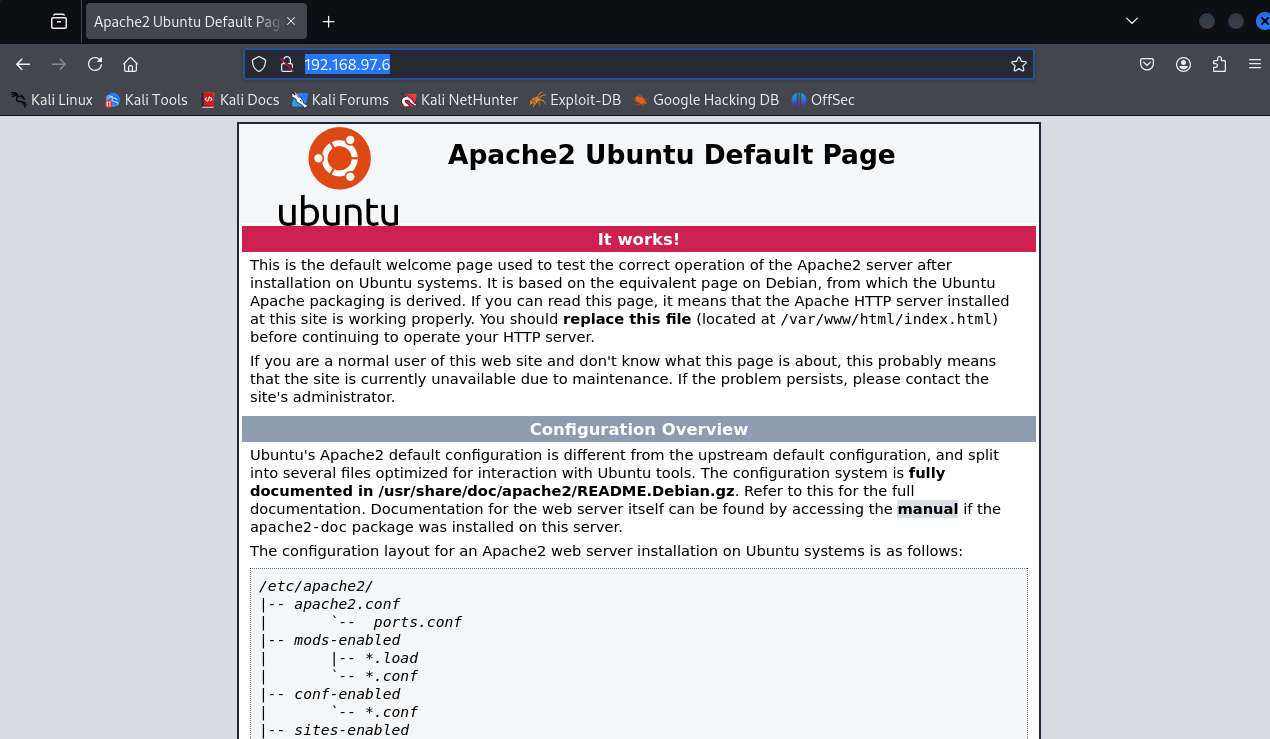 Apache2 Ubuntu Default Pag
192.168.97.6
Kali Linux Kali Tools Kali Docs Kali Forums Kali NetHunter Exploit-DB Google Hacking DB OffSec
ubuntu
Apache2 Ubuntu Default Page
It works!
This is the default welcome page used to test the correct operation of the Apache2 server after
installation on Ubuntu systems. It is based on the equivalent page on Debian, from which the Ubuntu
Apache packaging is derived. If you can read this page, it means that the Apache HTTP server installed
at this site is working properly. You should replace this file (located at /var/www/html/index.html)
before continuing to operate your HTTP server.
If you are a normal user of this web site and don't know what this page is about, this probably means
that the site is currently unavailable due to maintenance. If the problem persists, please contact the
site's administrator.
Configuration Overview
Ubuntu's Apache2 default configuration is different from the upstream default configuration, and split
into several files optimized for interaction with Ubuntu tools. The configuration system is fully
documented in /usr/share/doc/apache2/README.Debian.gz. Refer to this for the full
documentation. Documentation for the web server itself can be found by accessing the manual if the
apache2-doc package was installed on this server.
The configuration layout for an Apache2 web server installation on Ubuntu systems is as follows:
/etc/apache2/
|-- apache2.conf
|       `--  ports.conf
|-- mods-enabled
|       |-- *.load
|       `-- *.conf
|-- conf-enabled
|       `-- *.conf
|-- sites-enabled